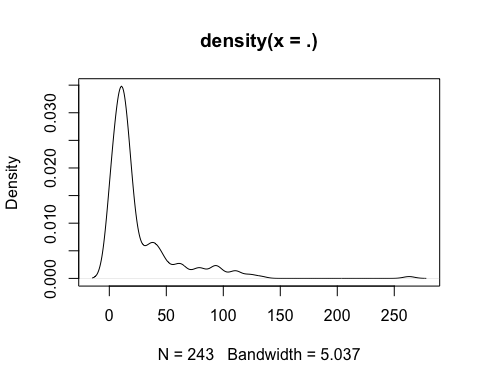 density(x = .)
Density
0.030
0.020
0.010
0.000
0 50 100 150 200 250
N = 243 Bandwidth = 5.037